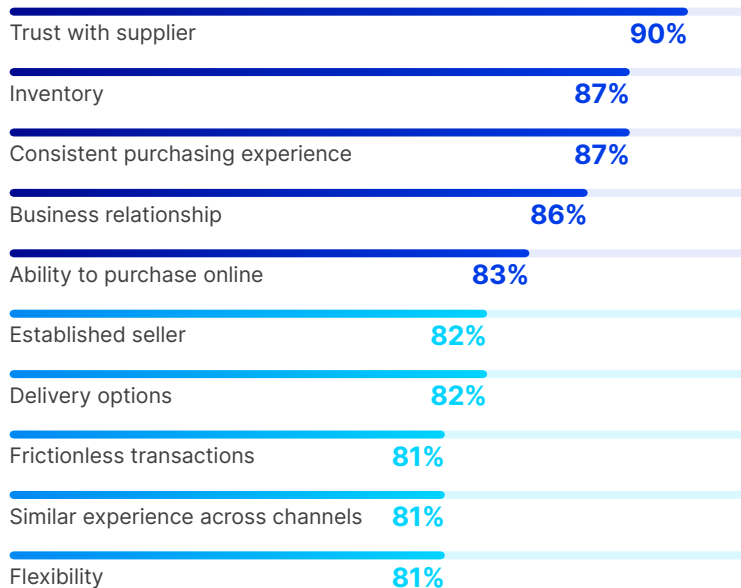 Trust with supplier 90%
Inventory 87%
Consistent purchasing experience 87%
Business relationship 86%
Ability to purchase online 83%
Established seller 82%
Delivery options 82%
Frictionless transactions 81%
Similar experience across channels 81%
Flexibility 81%